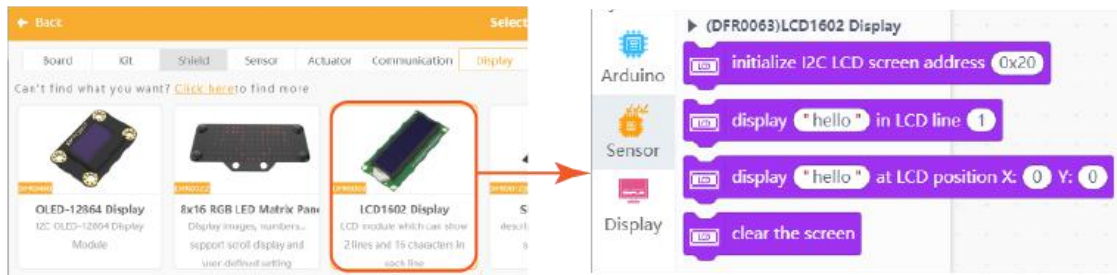 Back
Select
Board Kit Shield Sensor Actuator Communication Display
Can't find what you want? Click here to find more
OLED-12864 Display
I2C OLED-12864 Display
Module
8x16 RGB LED Matrix Pane
Display images, numbers...
support scroll display and
user-defined setting
DFR0063
LCD1602 Display
LCD module which can show
2 lines and 16 characters in
each line
S
descri
(DFR0063)LCD1602 Display
Arduino
Sensor
Display
initialize I2C LCD screen address 0x20
display "hello" in LCD line 1
display "hello" at LCD position X: 0 Y: 0
clear the screen